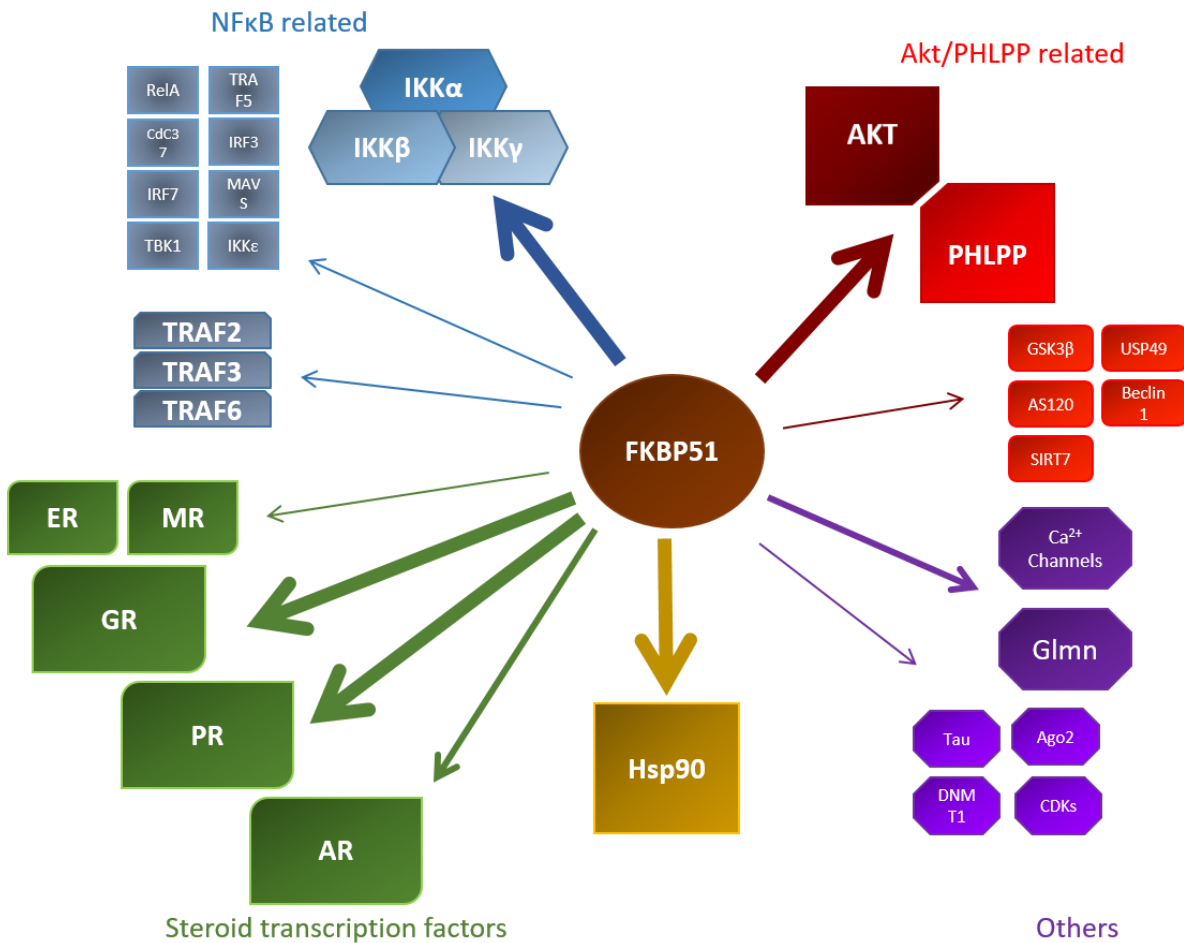 NFκB related
RelA
TRA
F5
CdC3
7
IRF3
IRF7
MAV
S
TBK1
IKKε
IKKα
IKKβ
IKKγ
TRAF2
TRAF3
TRAF6
Akt/PHLPP related
AKT
PHLPP
GSK3β
USP49
AS120
Beclin
1
SIRT7
FKBP51
ER
MR
GR
PR
AR
Steroid transcription factors
Hsp90
Ca²⁺
Channels
Glmn
Tau
Ago2
DNM
T1
CDKs
Others